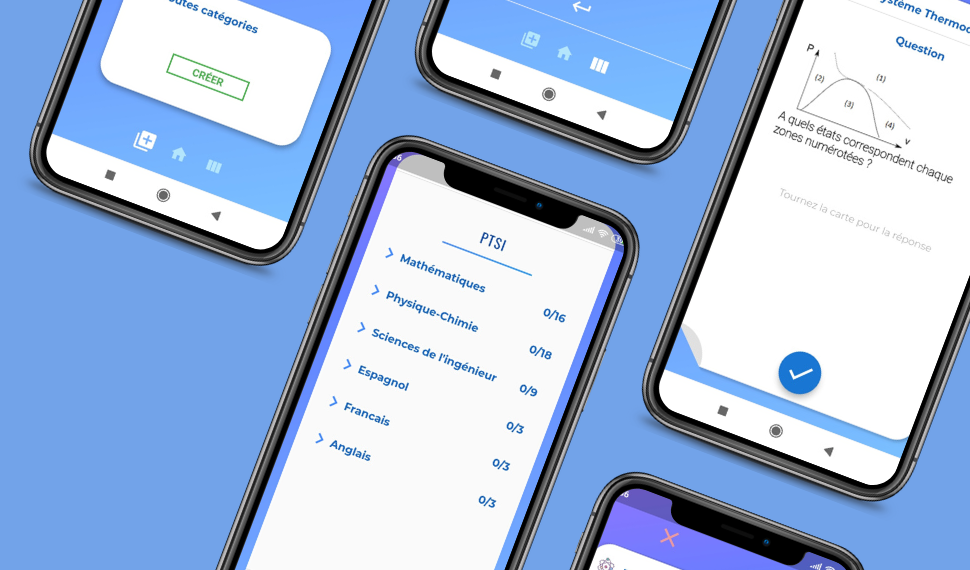 outes catégories
CRÉER
PTSI
Mathématiques 0/16
Physique-Chimie 0/18
Sciences de l'ingénieur 0/9
Espagnol 0/3
Francais 0/3
Anglais 0/3
ystème Thermo
Question
P
(1)
(2)
(3)
(4)
v
A quels états correspondent chaque
zones numérotées ?
Tournez la carte pour la réponse